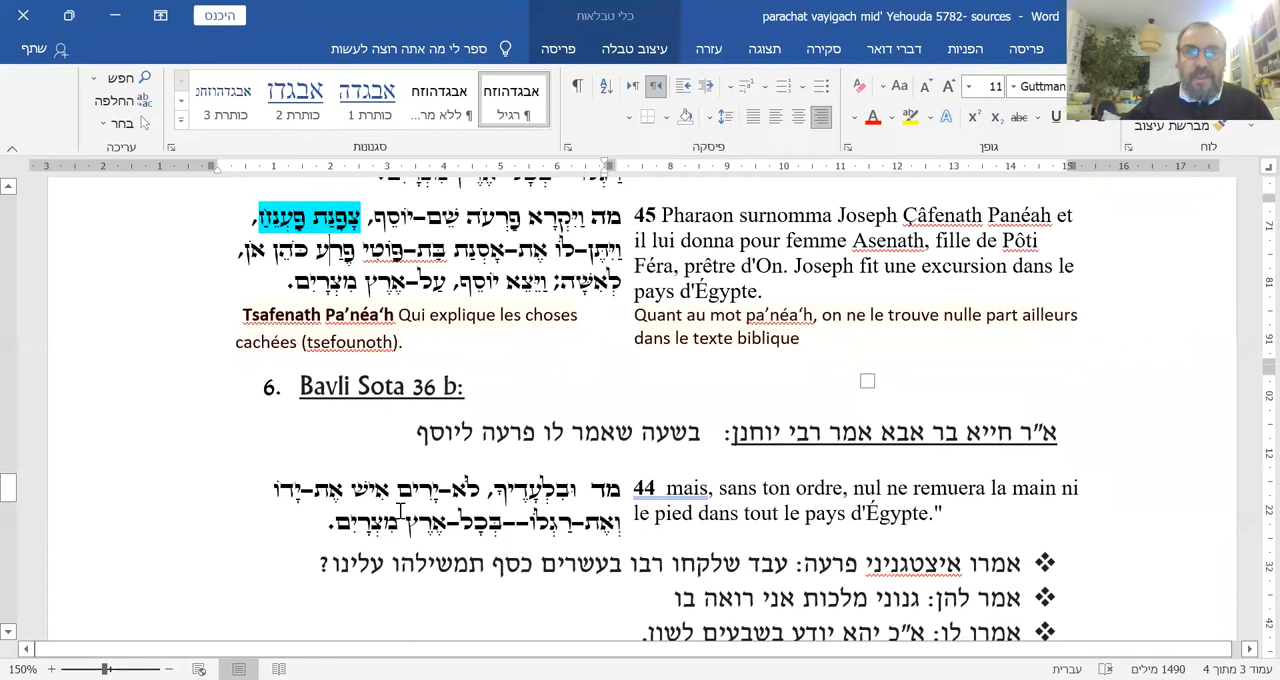 היכנס
כלי טבלאות
parachat vayigach mid' Yehouda 5782- sources - Word
פריסה
הפניות
דברי דואר
סקירה
תצוגה
עזרה
עיצוב טבלה
פריסה
ספר לי מה אתה רוצה לעשות
שתף
Guttman
11
אבגדהוזח
¶ רגיל
אבגדהוזח
¶ ללא מר...
אבגדה
כותרת 1
אבגדו
כותרת 2
אבגדהוזחט
כותרת 3
חפש
החלפה
בחר
מברשת עיצוב
לוח
גופן
פיסקה
סגנונות
עריכה
מה וַיִּקְרָא פַרְעֹה שֵׁם-יוֹסֵף, צָפְנַת פַּעְנֵחַ,
וַיִּתֶּן-לוֹ אֶת-אָסְנַת בַּת-פּוֹטִי פֶרַע כֹּהֵן אֹן,
לְאִשָּׁה; וַיֵּצֵא יוֹסֵף, עַל-אֶרֶץ מִצְרָיִם.
45 Pharaon surnomma Joseph Çâfenath Panéah et
il lui donna pour femme Asenath, fille de Pôti
Féra, prêtre d'On. Joseph fit une excursion dans le
pays d'Égypte.
Tsafenath Pa’néa‘h Qui explique les choses
cachées (tsefounoth).
Quant au mot pa’néa‘h, on ne le trouve nulle part ailleurs
dans le texte biblique
6. Bavli Sota 36 b:
א"ר חייא בר אבא אמר רבי יוחנן: בשעה שאמר לו פרעה ליוסף
מד וּבִלְעָדֶיךָ, לֹא-יָרִים אִישׁ אֶת-יָדוֹ
וְאֶת-רַגְלוֹ--בְּכָל-אֶרֶץ מִצְרָיִם.
44 mais, sans ton ordre, nul ne remuera la main ni
le pied dans tout le pays d'Égypte."
❖ אמרו איצטגניני פרעה: עבד שלקחו רבו בעשרים כסף תמשילהו עלינו?
❖ אמר להן: גנוני מלכות אני רואה בו
❖ אמרו לו: א"כ יהא יודע בשבעים לשון.
150%
עברית
1490 מילים
עמוד 3 מתוך 4